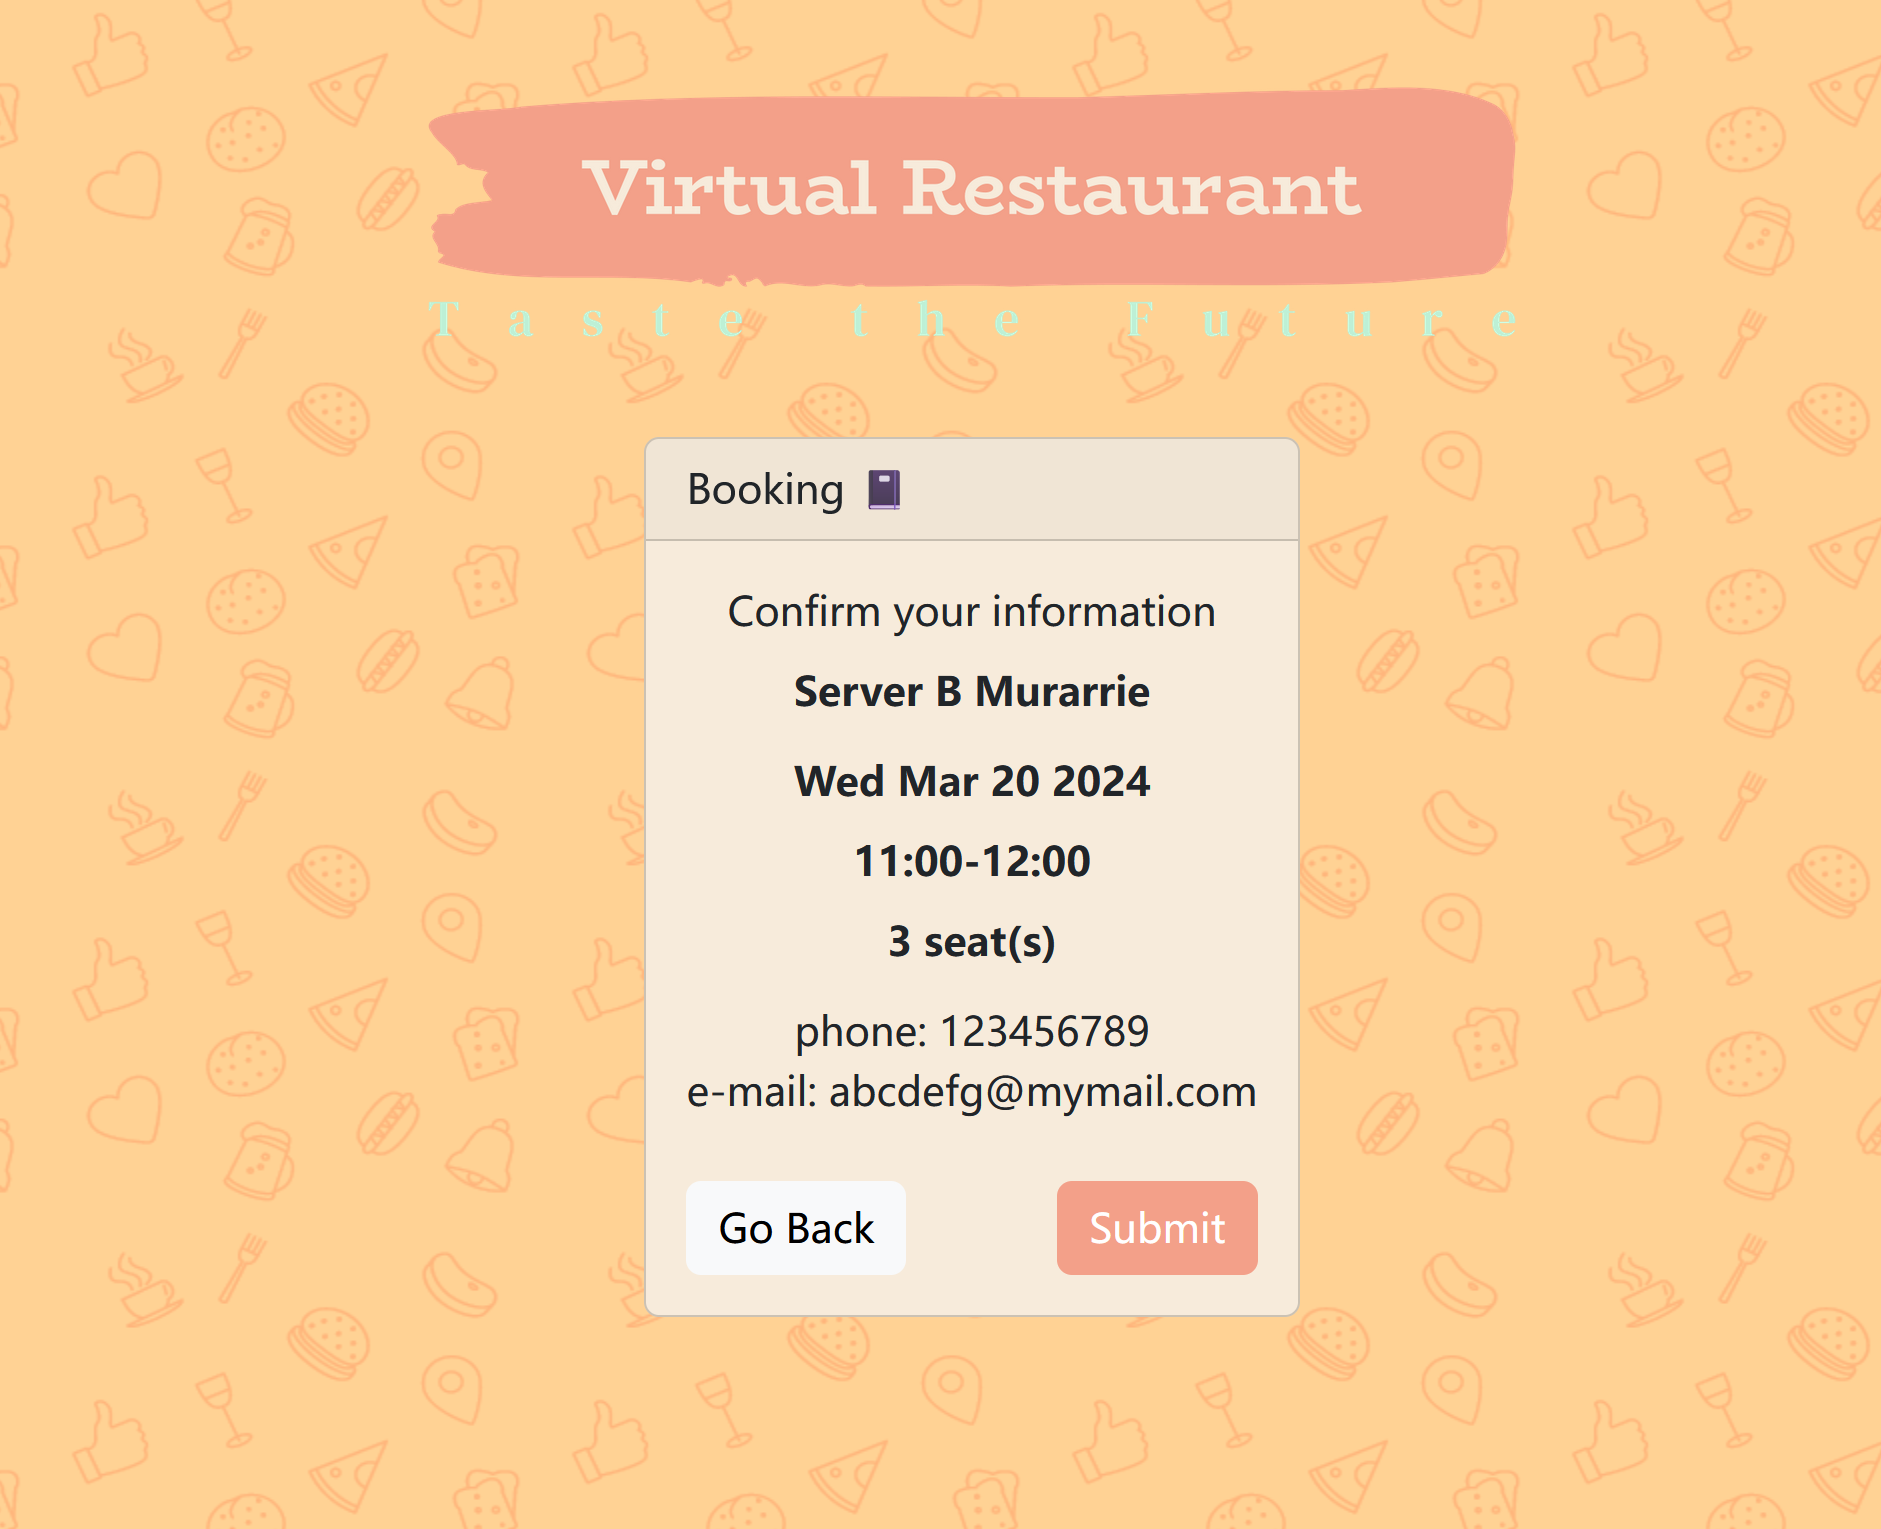 Virtual Restaurant
Taste the Future
Booking
Confirm your information
Server B Murarrie
Wed Mar 20 2024
11:00-12:00
3 seat(s)
phone: 123456789
e-mail: abcdefg@mymail.com
Go Back
Submit